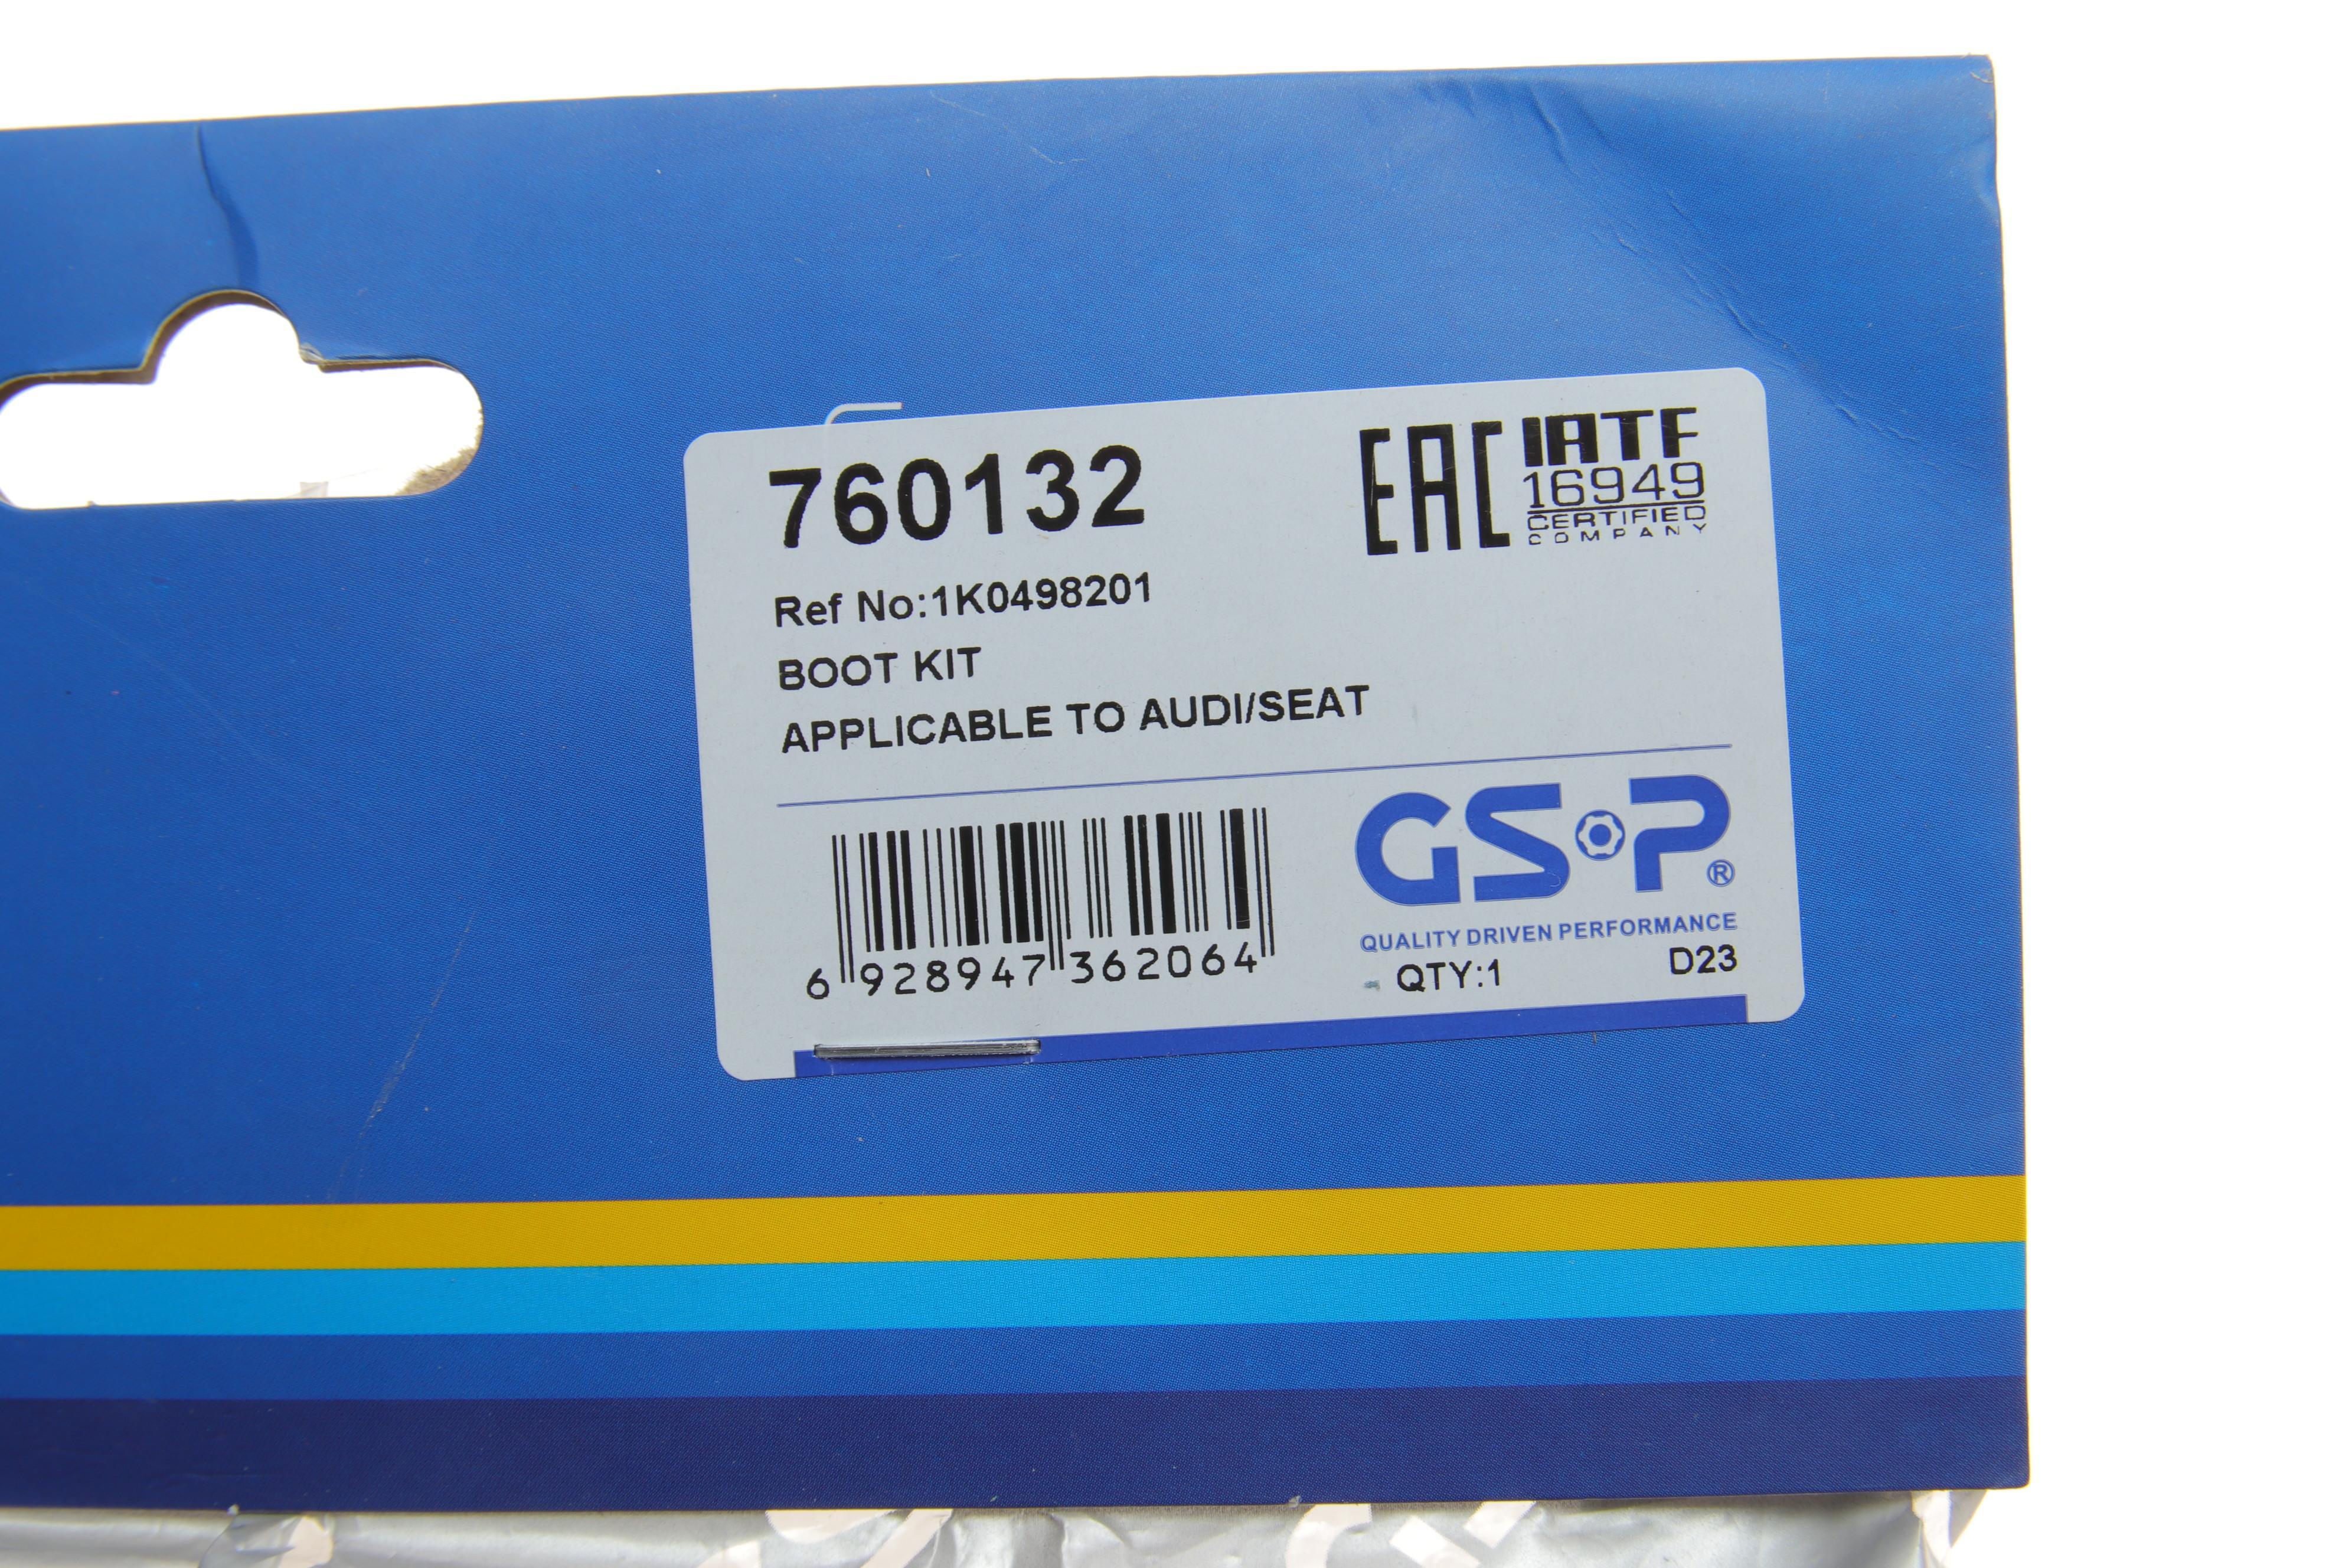 760132
EAC
IATF
16949
CERTIFIED
COMPANY
Ref No:1K0498201
BOOT KIT
APPLICABLE TO AUDI/SEAT
GSP®
QUALITY DRIVEN PERFORMANCE
6 928947 362064
QTY:1 D23